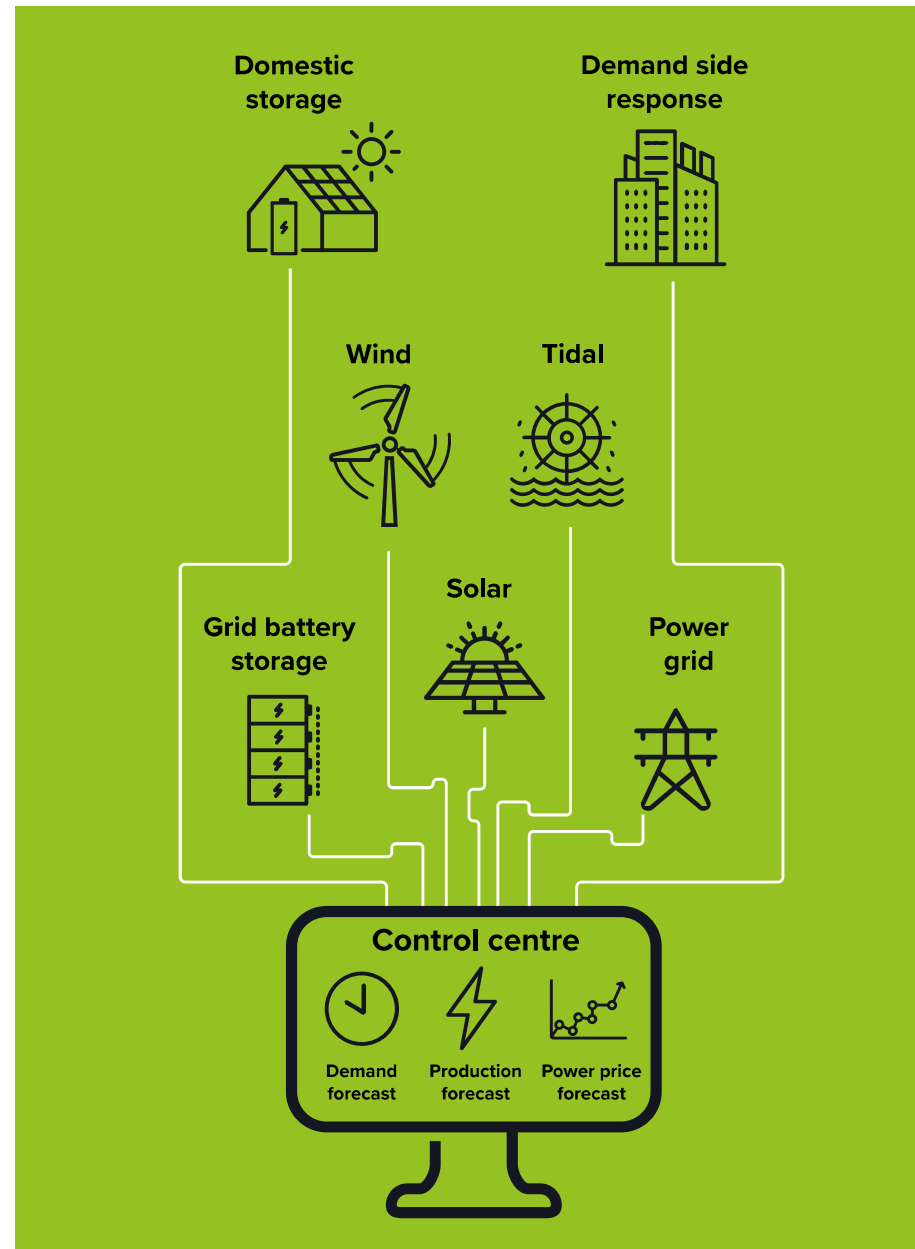 Domestic
storage
Demand side
response
Wind
Tidal
Solar
Grid battery
storage
Power
grid
Control centre
Demand
forecast
Production
forecast
Power price
forecast